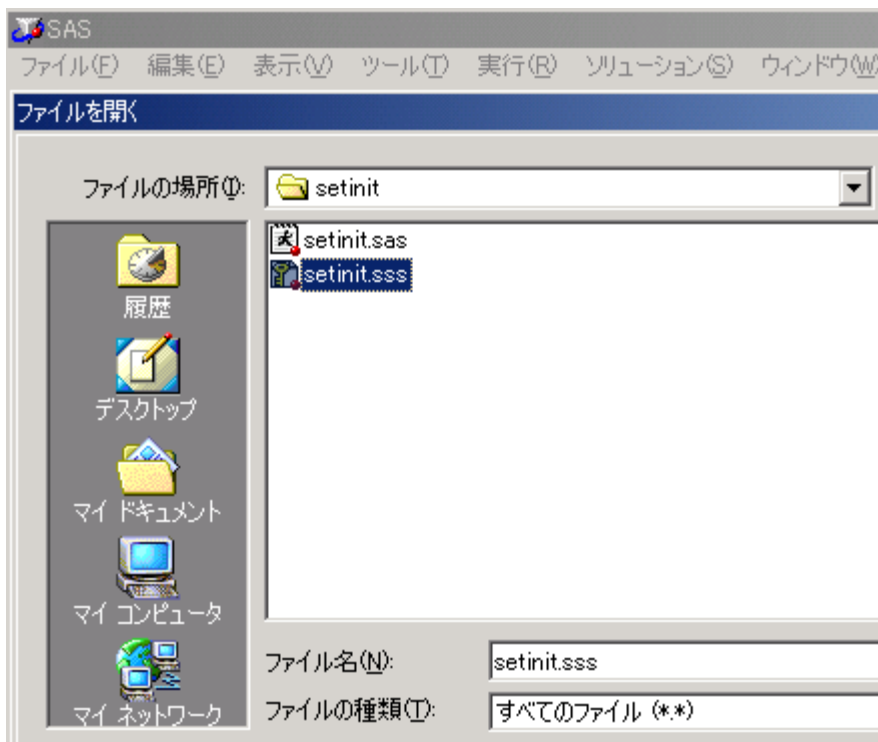 SAS
ファイル(F) 編集(E) 表示(V) ツール(T) 実行(R) ソリューション(S) ウィンドウ(W)
ファイルを開く
ファイルの場所(I): setinit
setinit.sas
setinit.sss
履歴
デスクトップ
マイ ドキュメント
マイ コンピュータ
マイ ネットワーク
ファイル名(N): setinit.sss
ファイルの種類(T): すべてのファイル (*.*)